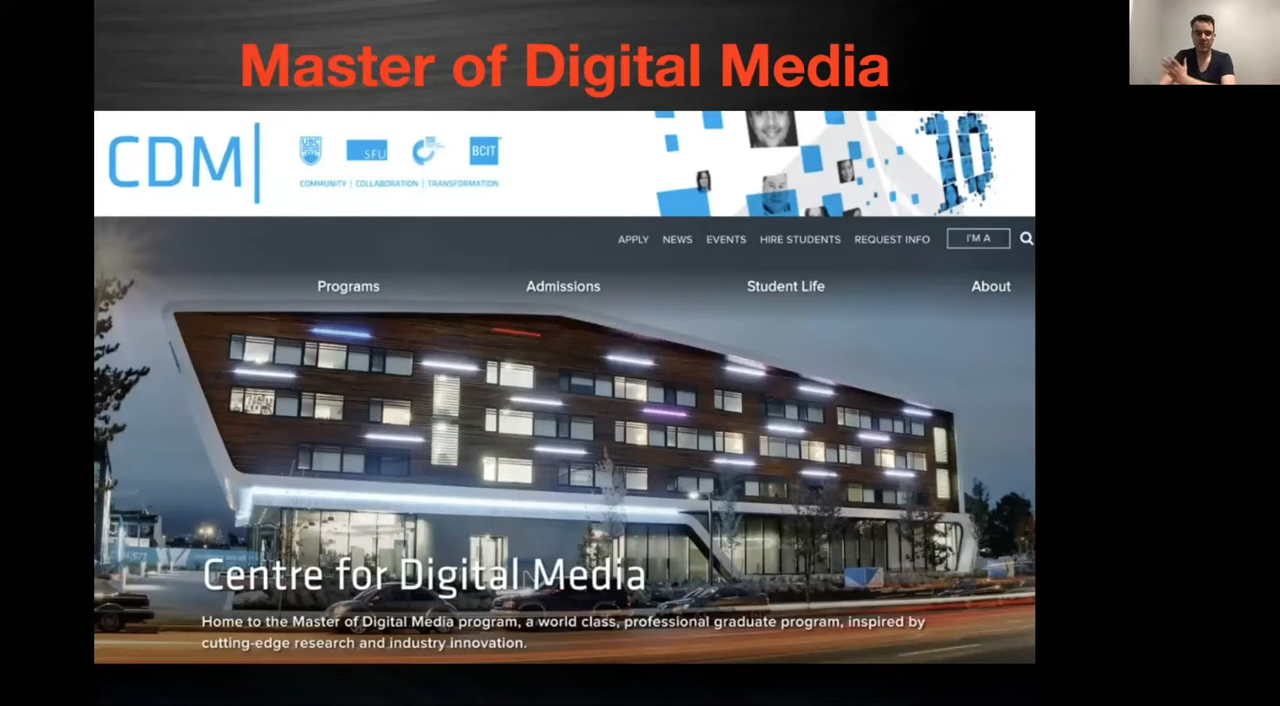 Master of Digital Media
CDM
UBC
SFU
BCIT
COMMUNITY | COLLABORATION | TRANSFORMATION
10
APPLY NEWS EVENTS HIRE STUDENTS REQUEST INFO I'M A
Programs Admissions Student Life About
Centre for Digital Media
Home to the Master of Digital Media program, a world class, professional graduate program, inspired by
cutting-edge research and industry innovation.